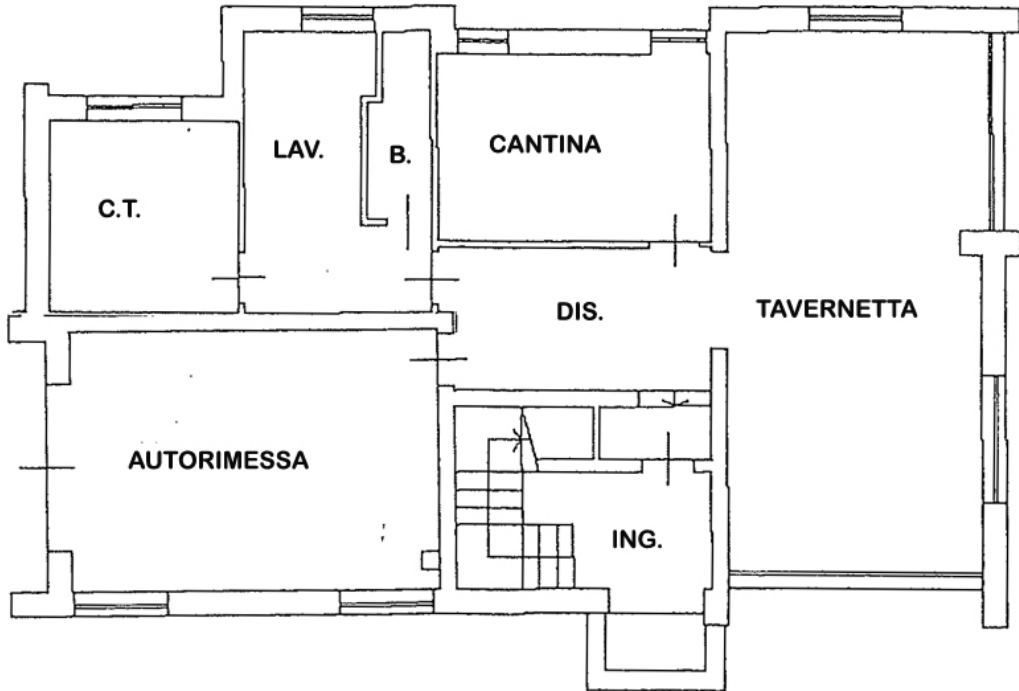 LAV.
B.
CANTINA
C.T.
DIS.
TAVERNETTA
AUTORIMESSA
ING.